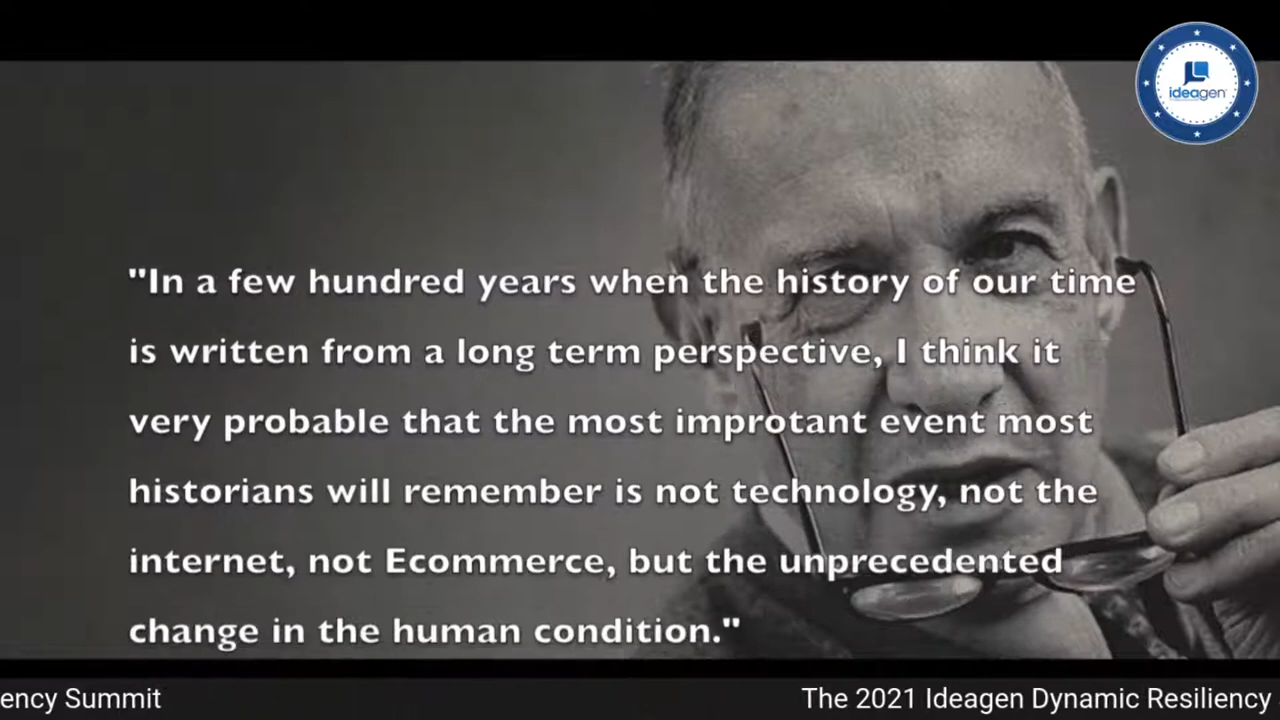 ideagen
"In a few hundred years when the history of our time
is written from a long term perspective, I think it
very probable that the most improtant event most
historians will remember is not technology, not the
internet, not Ecommerce, but the unprecedented
change in the human condition."
ency Summit The 2021 Ideagen Dynamic Resiliency